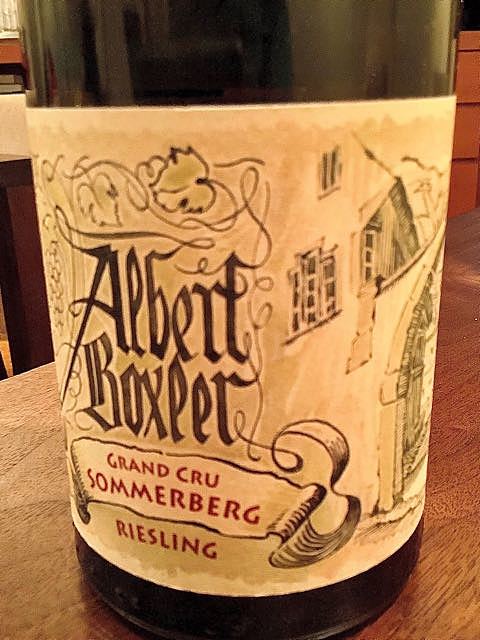 Albert
Boxler
GRAND CRU
SOMMERBERG
RIESLING